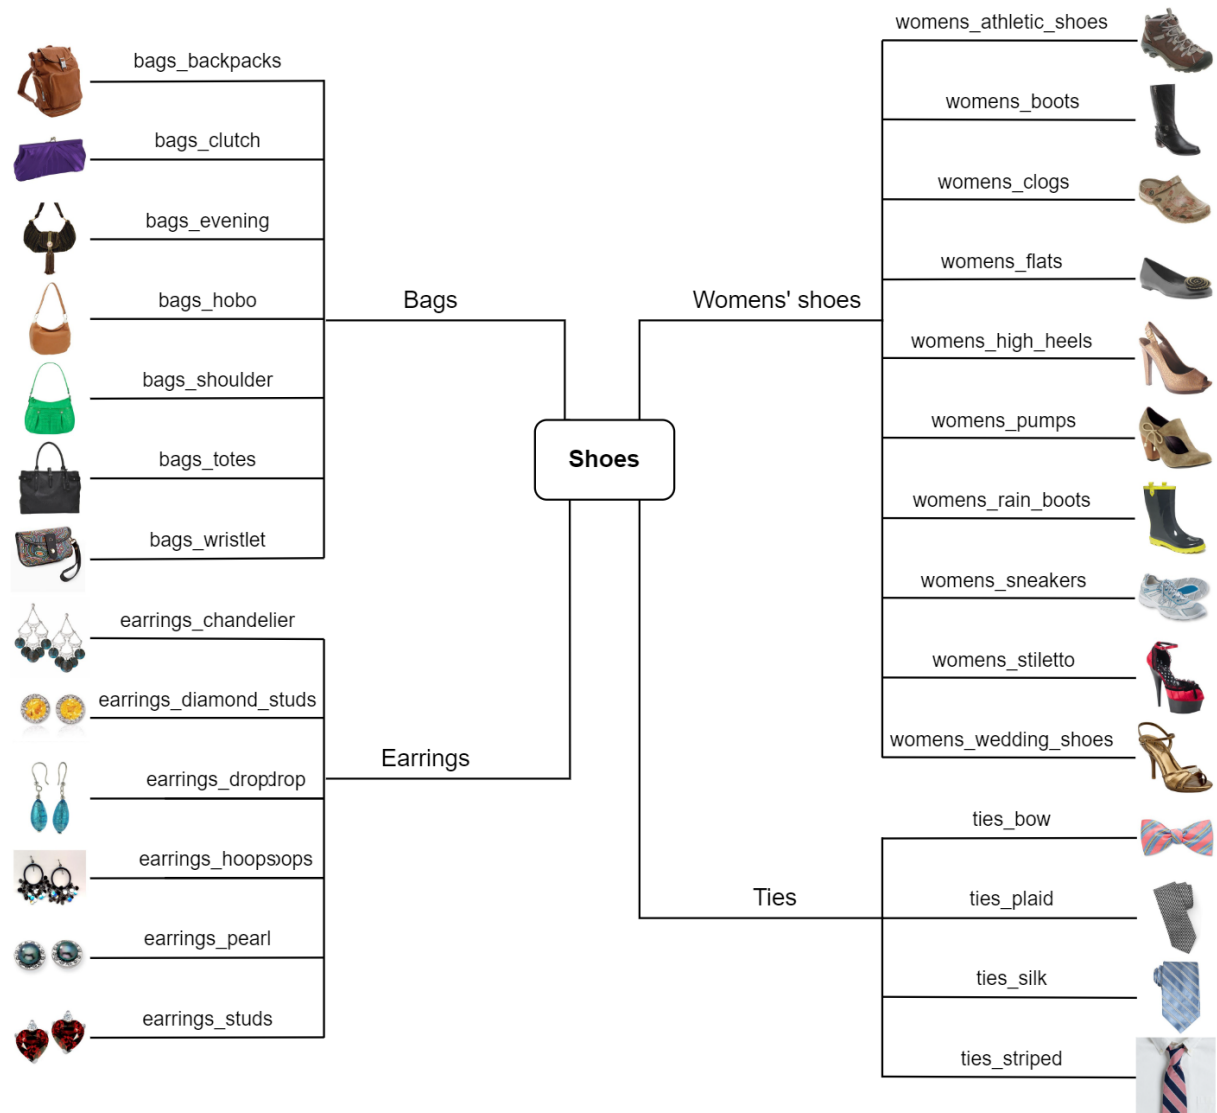 bags_backpacks
bags_clutch
bags_evening
bags_hobo
bags_shoulder
bags_totes
bags_wristlet
Bags
earrings_chandelier
earrings_diamond_studs
earrings_drop
earrings_hoops
earrings_pearl
earrings_studs
Earrings
Shoes
Womens' shoes
womens_athletic_shoes
womens_boots
womens_clogs
womens_flats
womens_high_heels
womens_pumps
womens_rain_boots
womens_sneakers
womens_stiletto
womens_wedding_shoes
Ties
ties_bow
ties_plaid
ties_silk
ties_striped